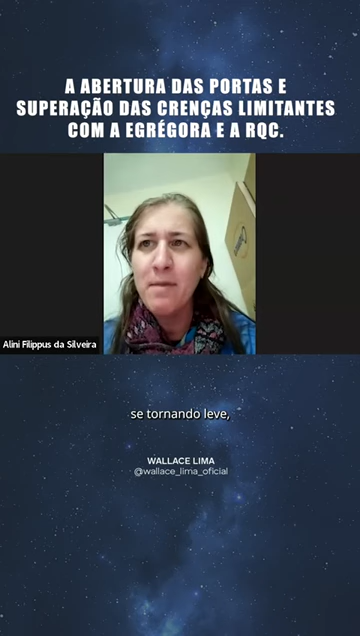 A ABERTURA DAS PORTAS E
SUPERAÇÃO DAS CRENÇAS LIMITANTES
COM A EGRÉGORA E A RQC.
Alini Filippus da Silveira
se tornando leve,
WALLACE LIMA
@wallace_lima_oficial